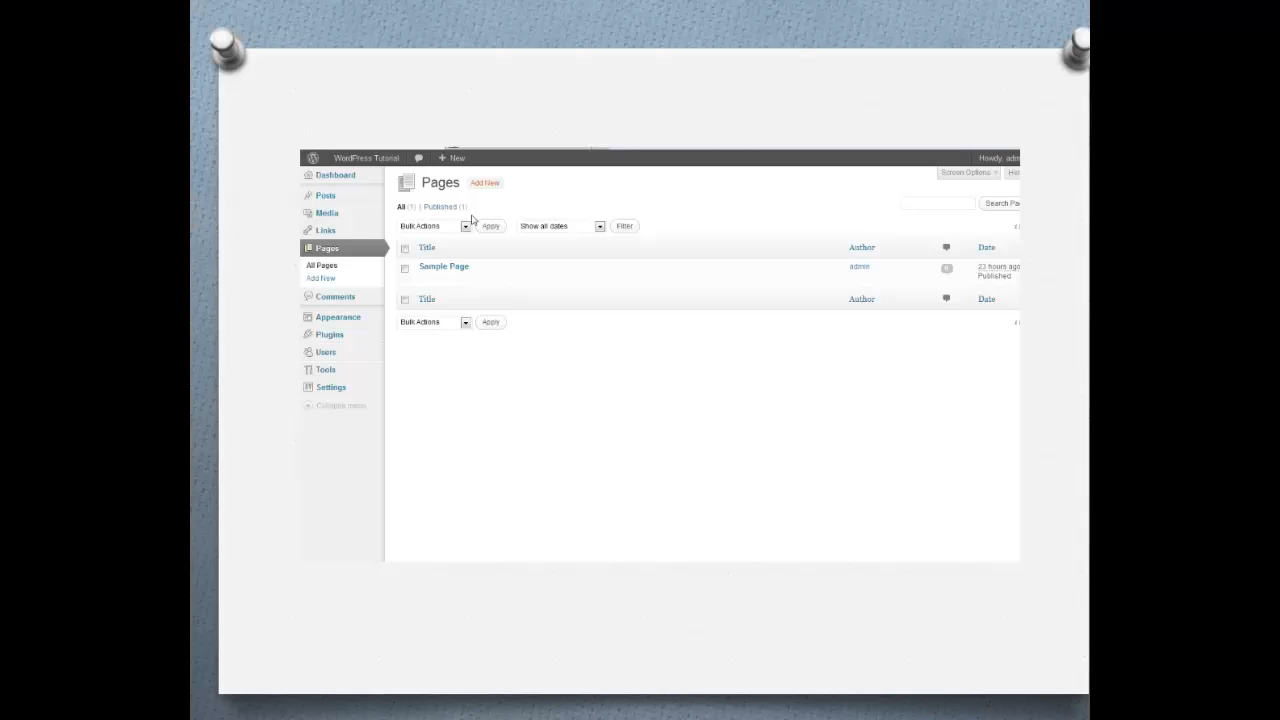 WordPress Tutorial + New Howdy, adm
Dashboard
Posts
Media
Links
Pages
All Pages
Add New
Comments
Appearance
Plugins
Users
Tools
Settings
Collapse menu
Screen Options
Pages Add New
All (1) | Published (1)
Search Pa
Bulk Actions Apply Show all dates Filter
Title Author Date
Sample Page admin 0 23 hours ago
Published
Title Author Date
Bulk Actions Apply